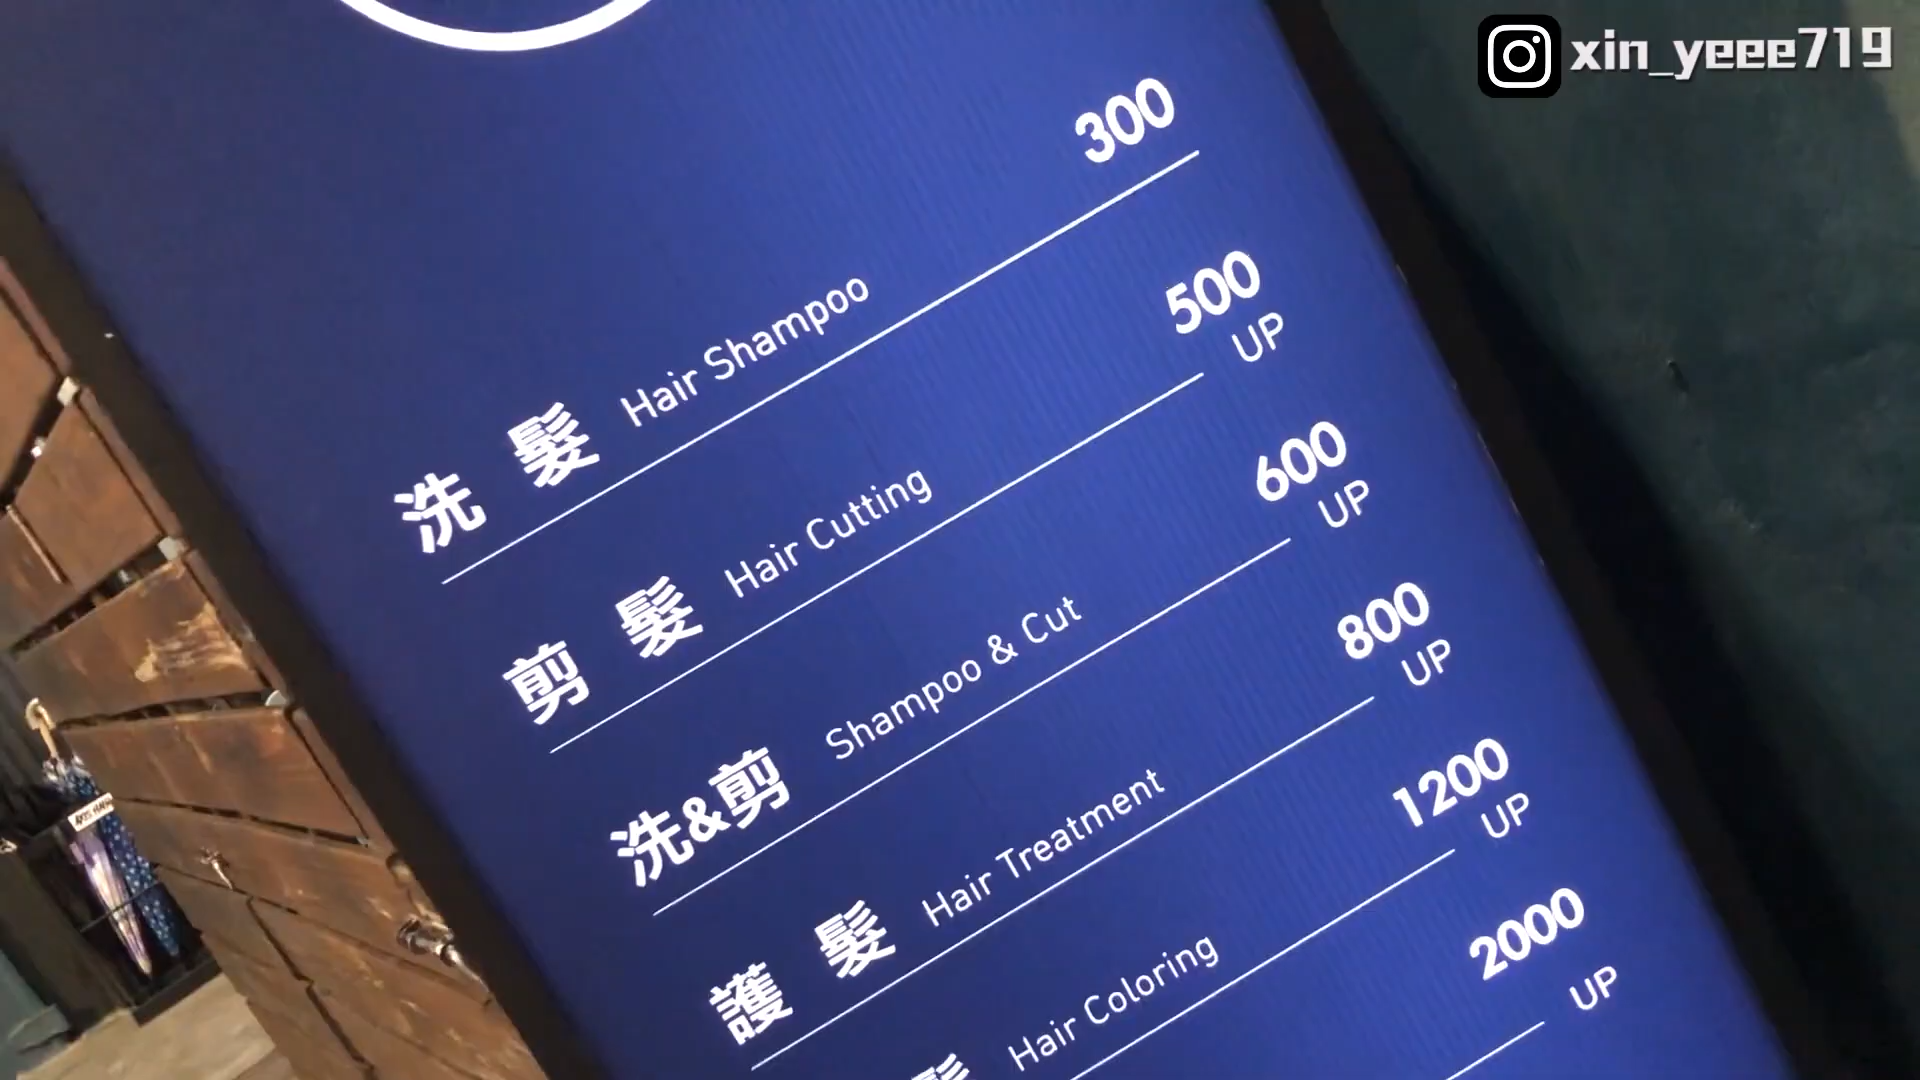 xin_yeee719
洗髮 Hair Shampoo 300
剪髮 Hair Cutting 500 UP
洗&剪 Shampoo & Cut 600 UP
護髮 Hair Treatment 800 UP
髮 Hair Coloring 1200 UP
2000 UP